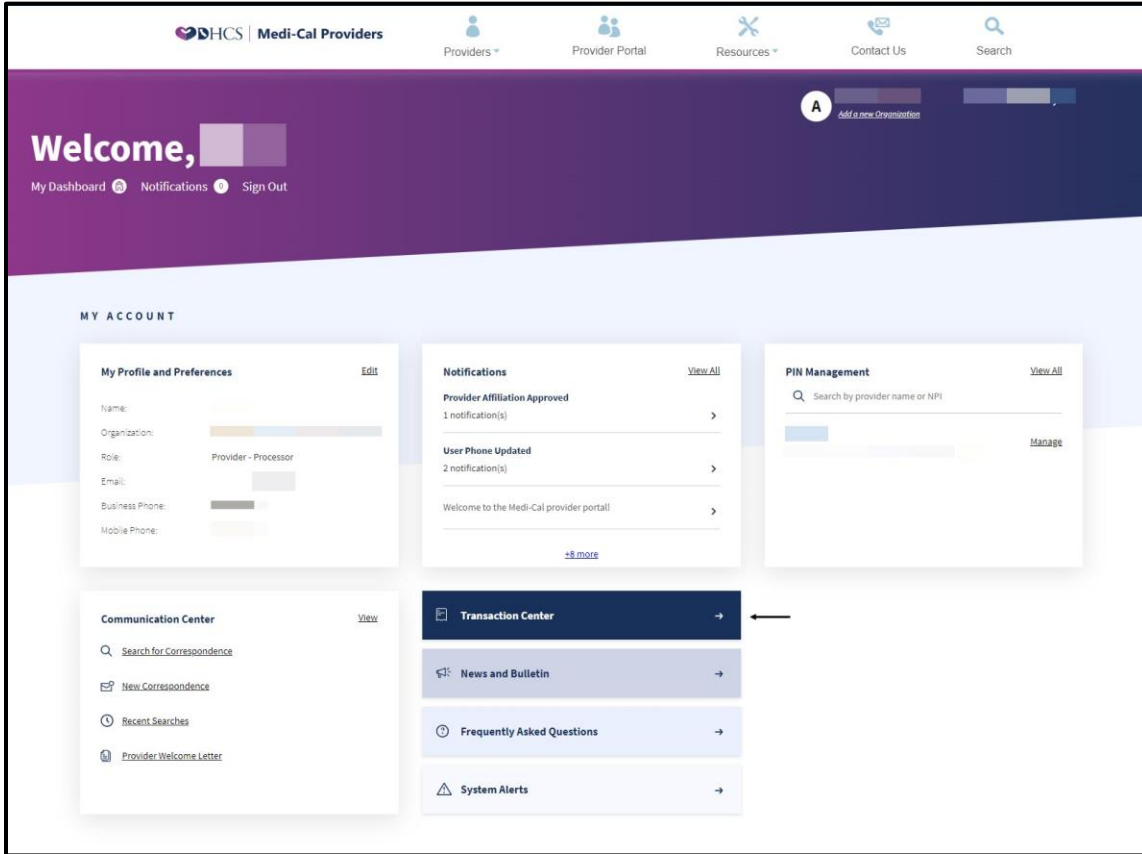 DHCS | Medi-Cal Providers
Providers
Provider Portal
Resources
Contact Us
Search
A
Add a new Organization
Welcome,
My Dashboard
Notifications 0
Sign Out
MY ACCOUNT
My Profile and Preferences Edit
Name:
Organization:
Role: Provider - Processor
Email:
Business Phone:
Mobile Phone:
Notifications View All
Provider Affiliation Approved
1 notification(s)
User Phone Updated
2 notification(s)
Welcome to the Medi-Cal provider portal!
+8 more
PIN Management View All
Search by provider name or NPI
Manage
Communication Center View
Search for Correspondence
New Correspondence
Recent Searches
Provider Welcome Letter
Transaction Center
News and Bulletin
Frequently Asked Questions
System Alerts